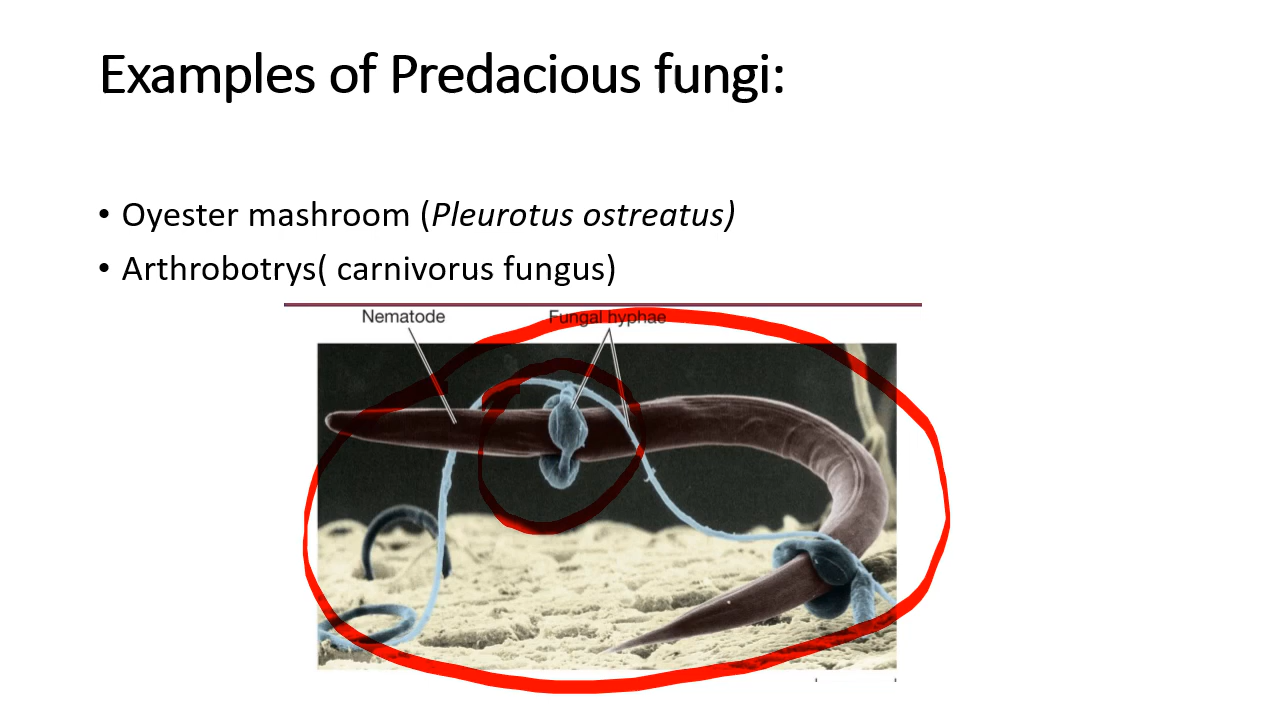 Examples of Predacious fungi:
• Oyester mashroom (Pleurotus ostreatus)
• Arthrobotrys( carnivorus fungus)
Nematode Fungal hyphae